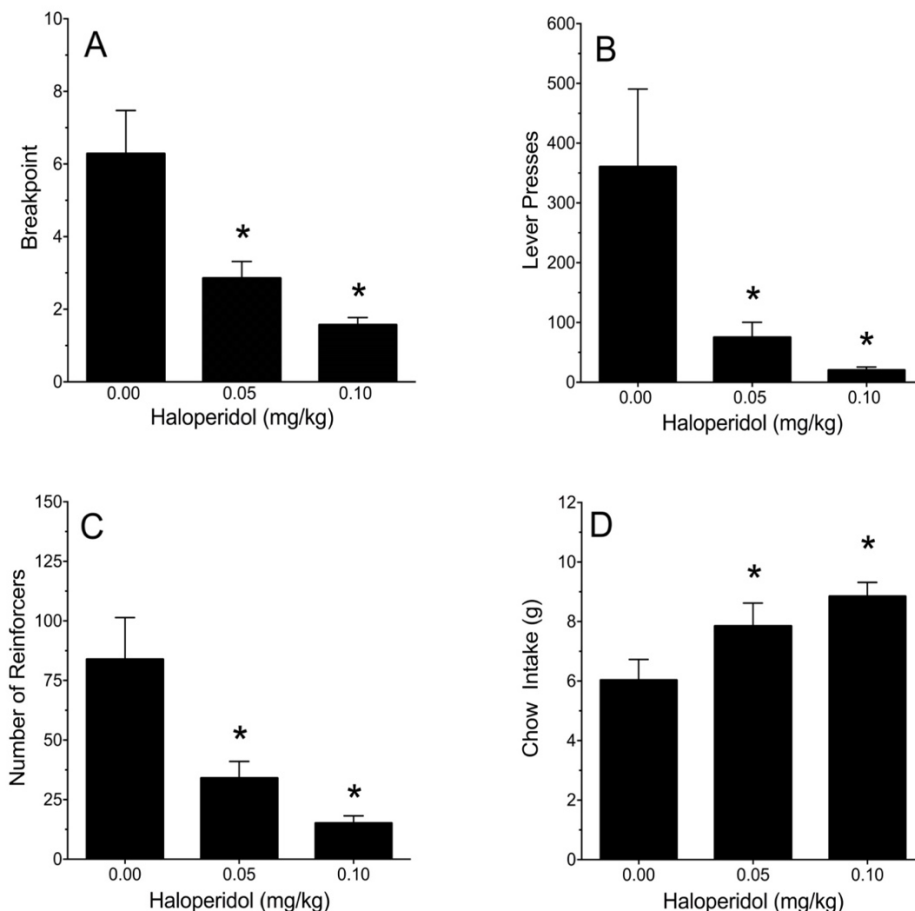 A
Breakpoint
10
8
6
4
2
0
*
*
0.00 0.05 0.10
Haloperidol (mg/kg)
B
Lever Presses
600
500
400
350
300
200
100
0
*
*
0.00 0.05 0.10
Haloperidol (mg/kg)
C
Number of Reinforcers
150
125
100
75
50
25
0
*
*
0.00 0.05 0.10
Haloperidol (mg/kg)
D
Chow Intake (g)
12
10
8
6
4
2
0
*
*
0.00 0.05 0.10
Haloperidol (mg/kg)